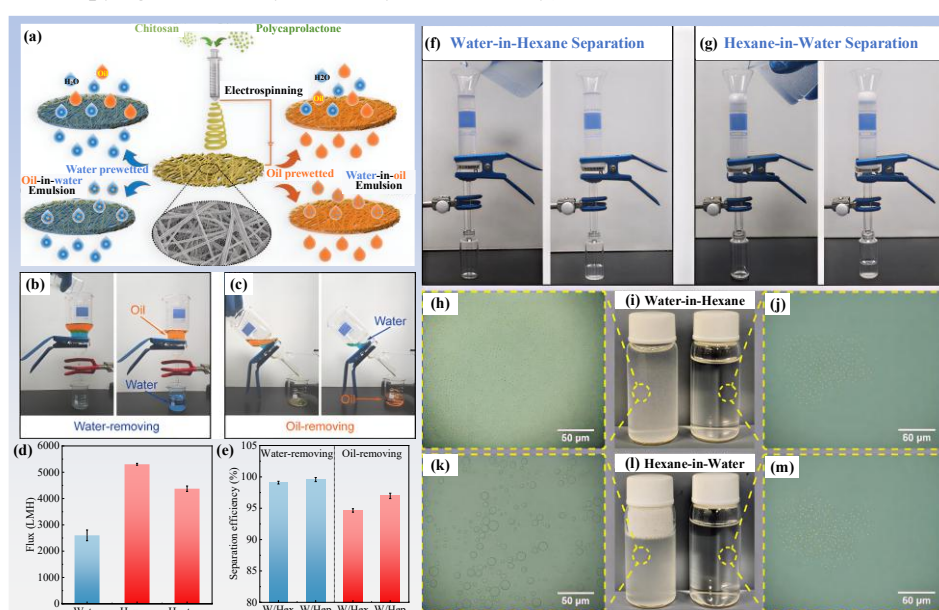 (a)
Chitosan
Polycaprolactone
H₂O
Oil
H2O
Oil
Electrospinning
Water prewetted
Oil prewetted
Oil-in-water
Emulsion
Water-in-oil
Emulsion
(b)
Oil
Water
Water-removing
(c)
Water
Oil
Oil-removing
(d)
Flux (LMH)
6000
5000
4000
3000
2000
1000
0
(e)
Separation efficiency (%)
100
95
90
85
80
Water-removing
Oil-removing
W/Hex
W/Hep
W/Hex
W/Hep
(f)
Water-in-Hexane Separation
(g)
Hexane-in-Water Separation
(h)
50 μm
(i) Water-in-Hexane
(j)
60 μm
(k)
50 μm
(l) Hexane-in-Water
(m)
60 μm